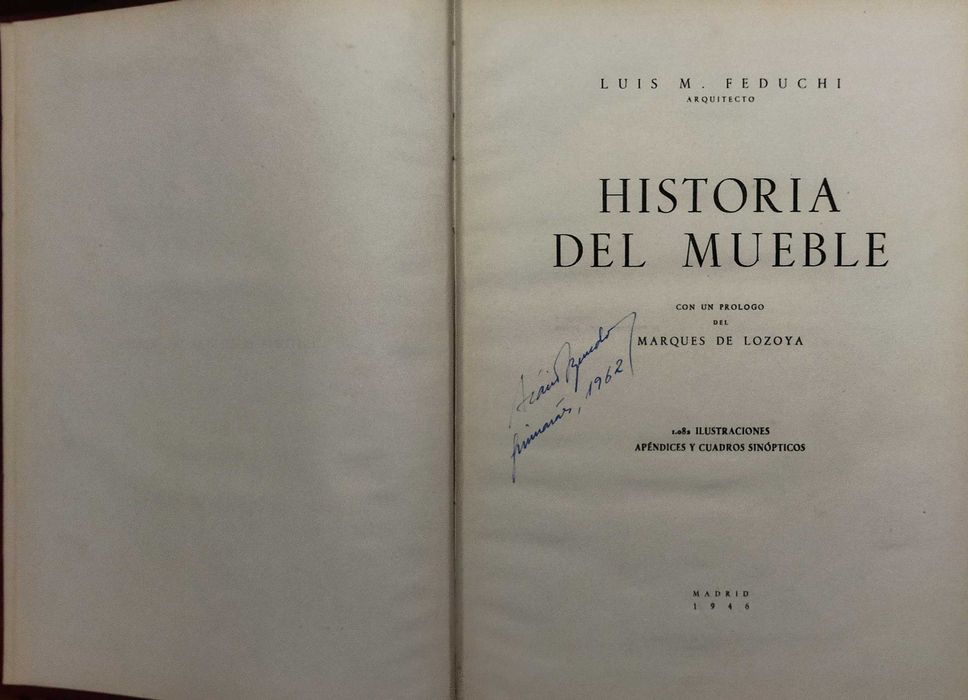 LUIS M. FEDUCHI
ARQUITECTO
HISTORIA
DEL MUEBLE
CON UN PROLOGO
DEL
MARQUES DE LOZOYA
1962
1.082 ILUSTRACIONES
APÉNDICES Y CUADROS SINÓPTICOS
MADRID
1946